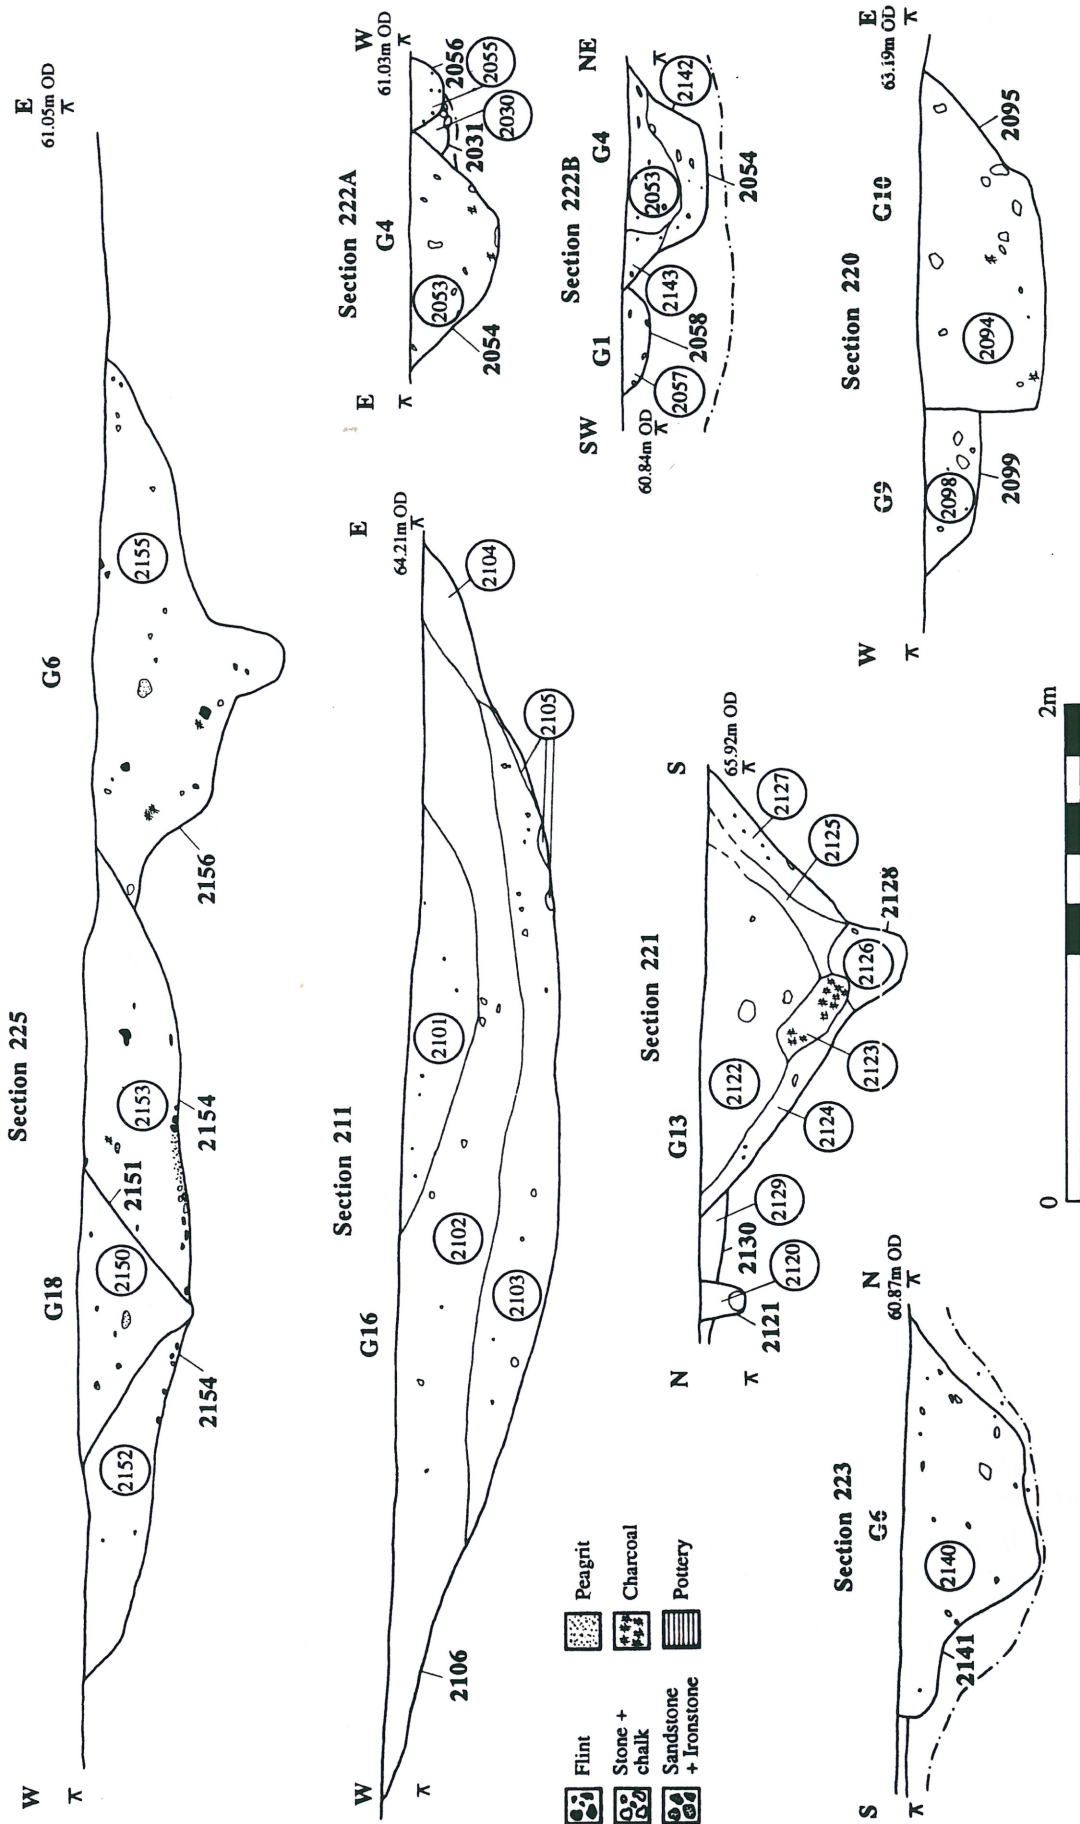 Section 225
W
E
61.05m OD
G18
G6
2152
2150
2151
2153
2155
2154
2154
2156
Section 211
W
E
64.21m OD
G16
2101
2102
2103
2104
2105
2106
Section 222A
E
W
61.03m OD
G4
2053
2054
2031
2030
2055
2056
Section 222B
SW
NE
60.84m OD
G1
G4
2057
2058
2143
2053
2142
2054
Section 221
N
S
65.92m OD
G13
2121
2120
2130
2129
2122
2124
2123
2126
2128
2125
2127
Section 220
W
E
63.19m OD
G9
G10
2098
2099
2094
2095
Section 223
S
N
60.87m OD
G6
2140
2141
Flint
Peagrit
Stone +
chalk
Charcoal
Sandstone
+ Ironstone
Pottery
0
2m